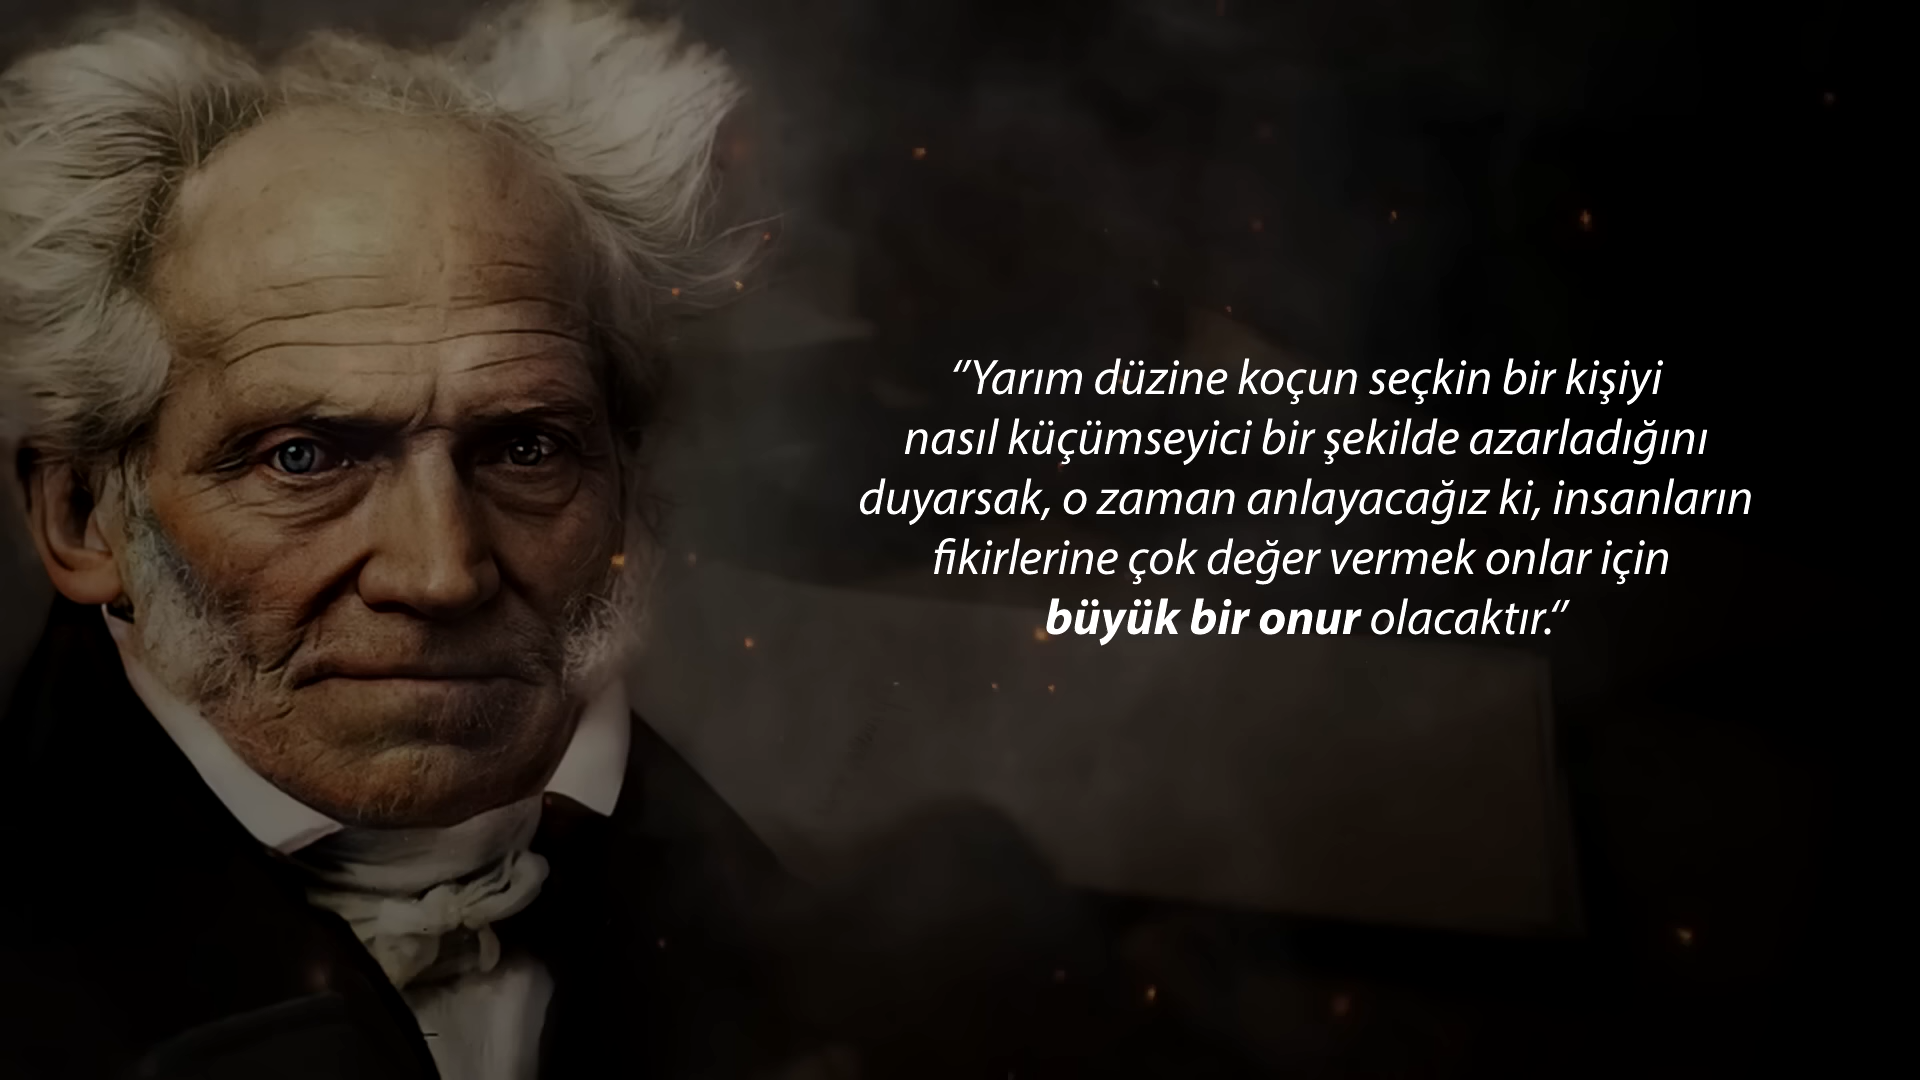 “Yarım düzine koçun seçkin bir kişiyi
nasıl küçümseyici bir şekilde azarladığını
duyarsak, o zaman anlayacağız ki, insanların
fikirlerine çok değer vermek onlar için
büyük bir onur olacaktır.“